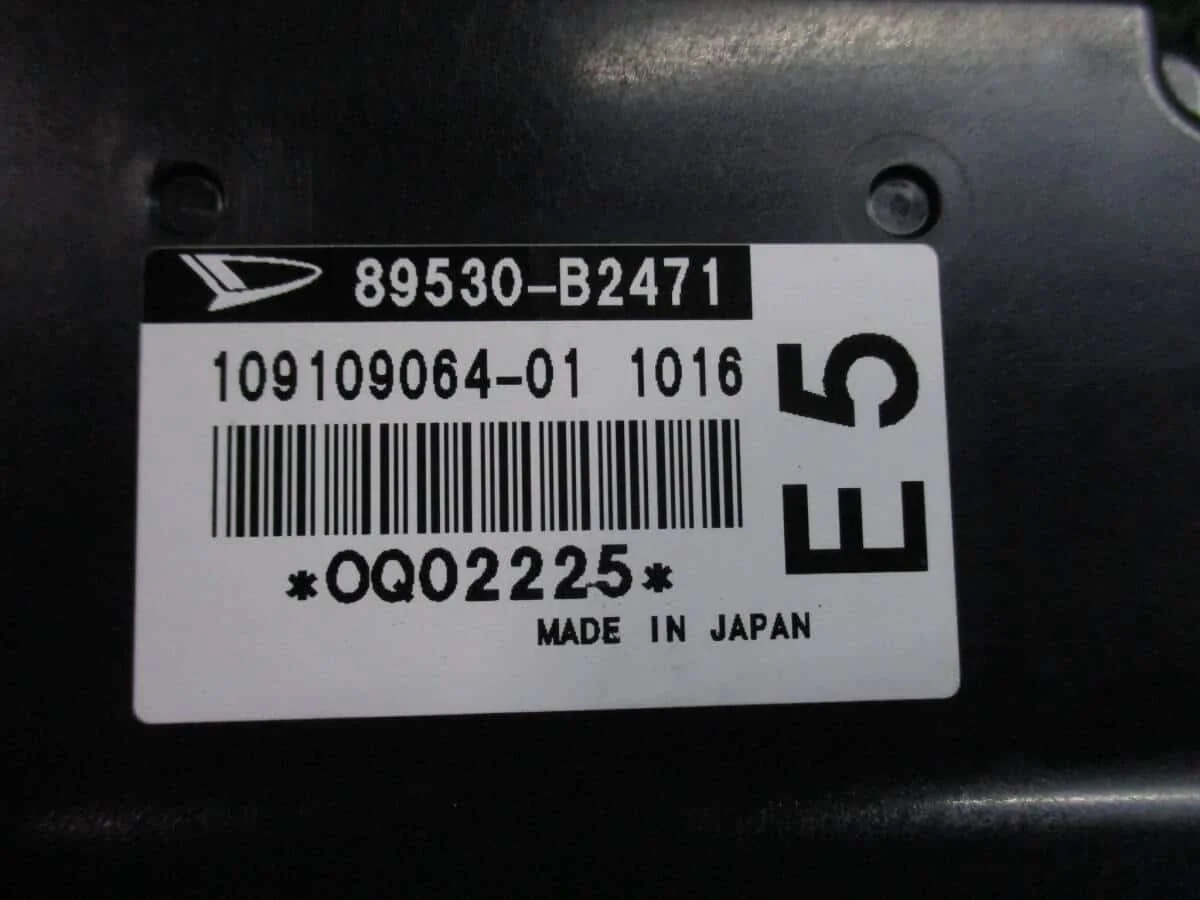 89530-B2471
109109064-01 1016
*0Q02225*
MADE IN JAPAN
E5